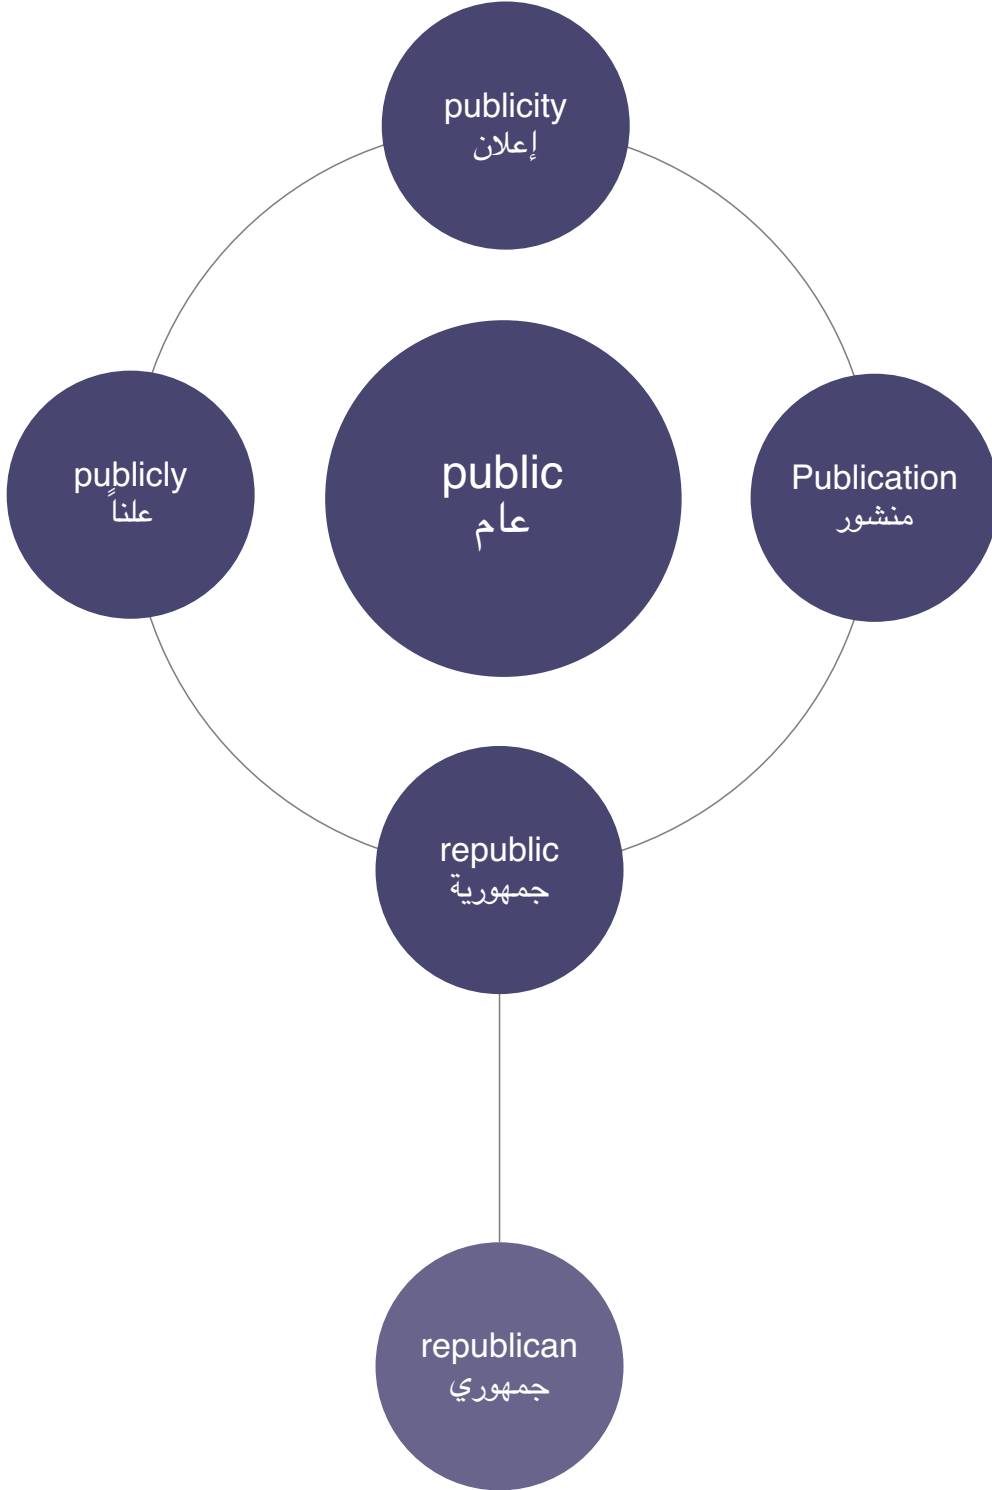 publicity
إعلان
publicly
علناً
public
عام
Publication
منشور
republic
جمهورية
republican
جمهوري